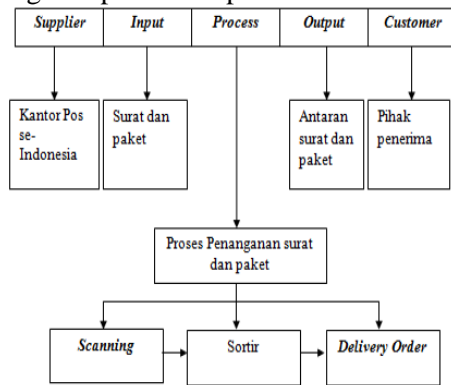 Supplier Input Process Output Customer
Kantor Pos
se-
Indonesia
Surat dan
paket
Antaran
surat dan
paket
Pihak
penerima
Proses Penanganan surat
dan paket
Scanning Sortir Delivery Order